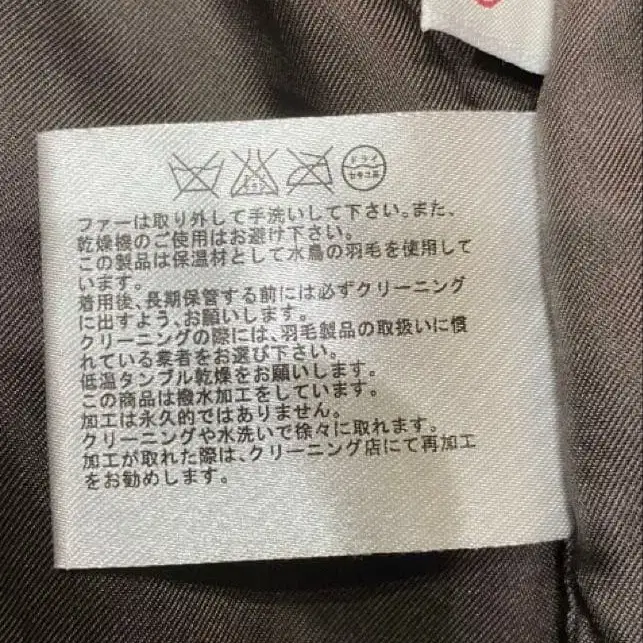 ドライ
セキユ系
ファーは取り外して手洗いして下さい。また、
乾燥機のご使用はお避け下さい。
この製品は保温材として水鳥の羽毛を使用して
います。
着用後、長期保管する前には必ずクリーニング
に出すよう、お願いします。
クリーニングの際には、羽毛製品の取扱いに慣
れている業者をお選び下さい。
低温タンブル乾燥をお願いします。
この商品は撥水加工をしています。
加工は永久的ではありません。
クリーニングや水洗いで徐々に取れます。
加工が取れた際は、クリーニング店にて再加工
をお勧めします。